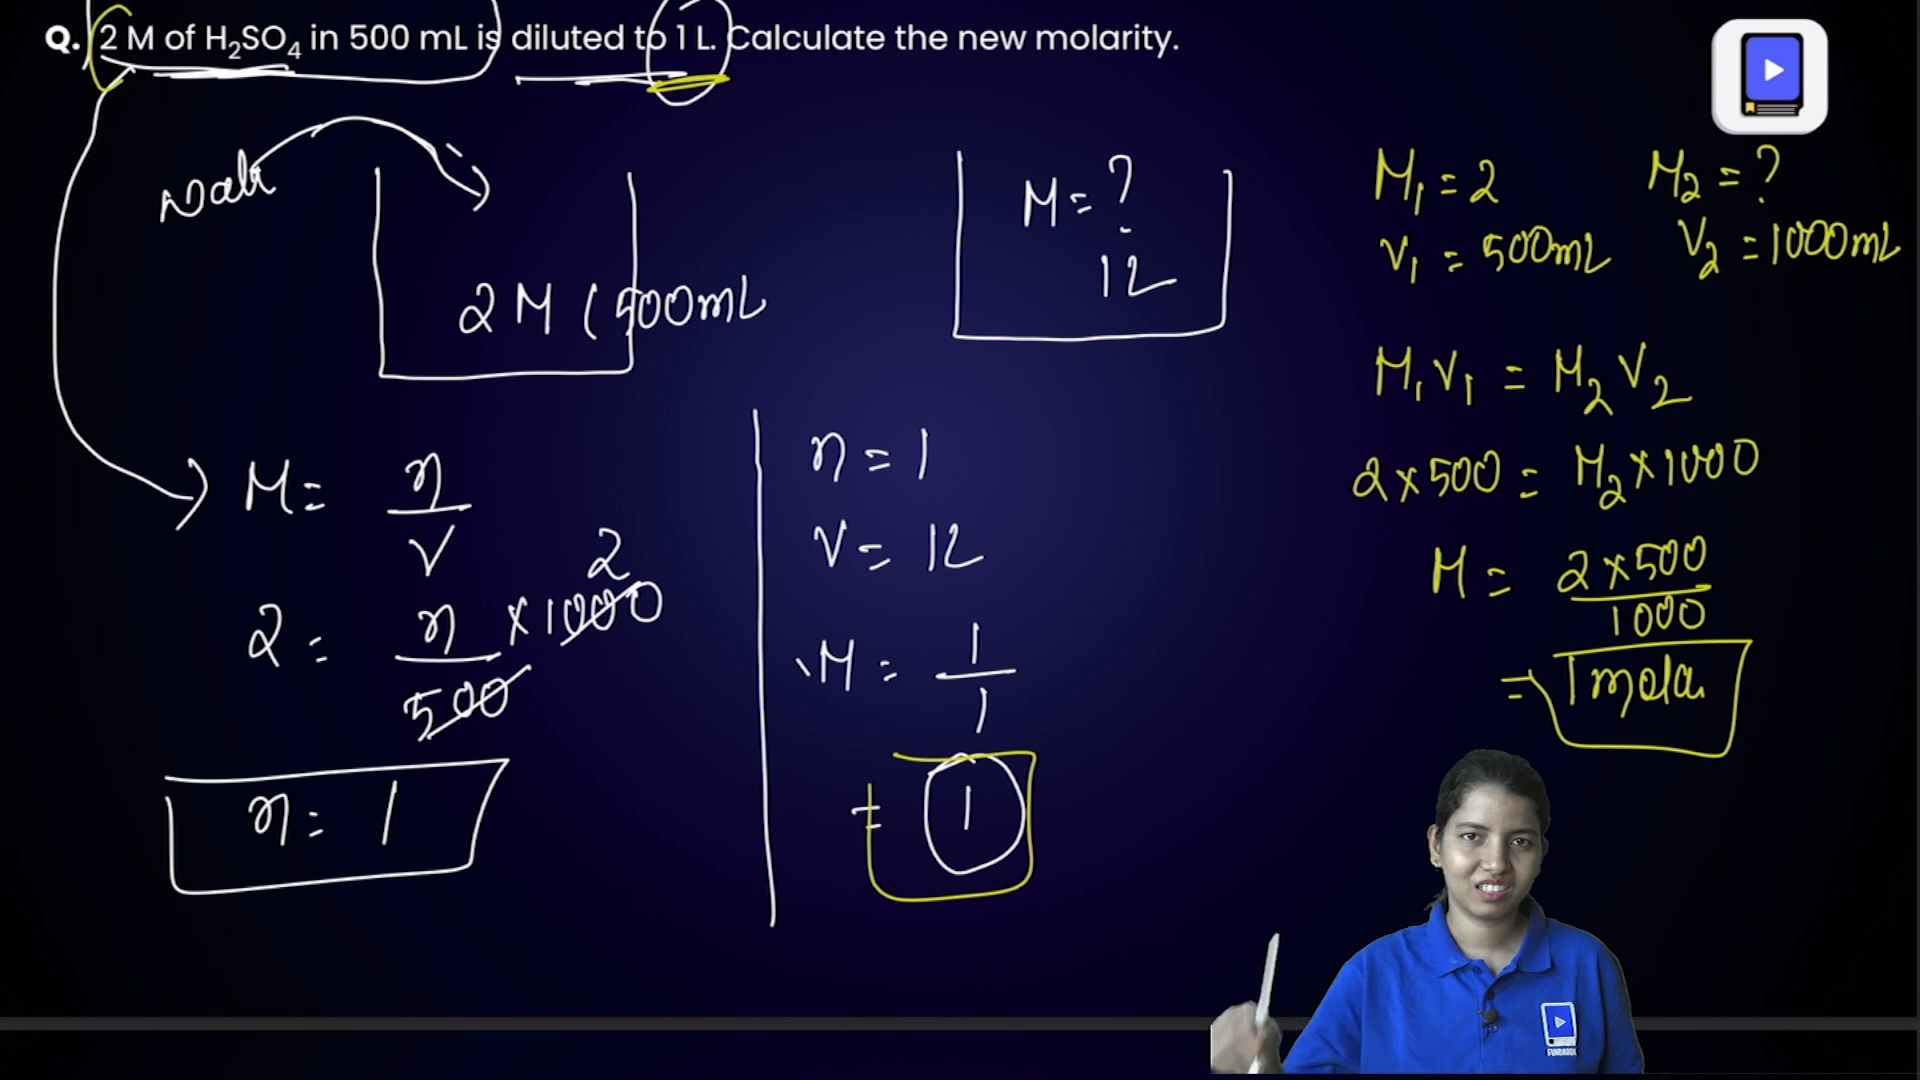 Q. 2 M of H₂SO₄ in 500 mL is diluted to 1 L. Calculate the new molarity.
2 M ( 500mL
M = ?
1L
M = n/V
2 = n/500 × 1000
2
n = 1
n = 1
V = 1L
M = 1/1
= 1
M₁ = 2
V₁ = 500mL
M₂ = ?
V₂ = 1000mL
M₁V₁ = M₂V₂
2 × 500 = M₂ × 1000
M = 2 × 500/1000
= 1 molar
FUNDABOX